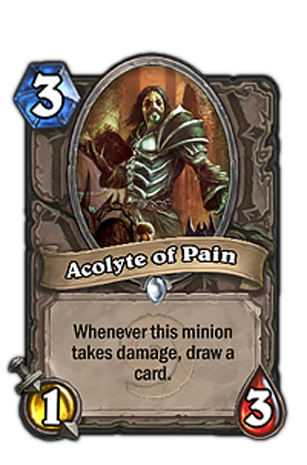 3
Acolyte of Pain
Whenever this minion
takes damage, draw a
card.
1
3